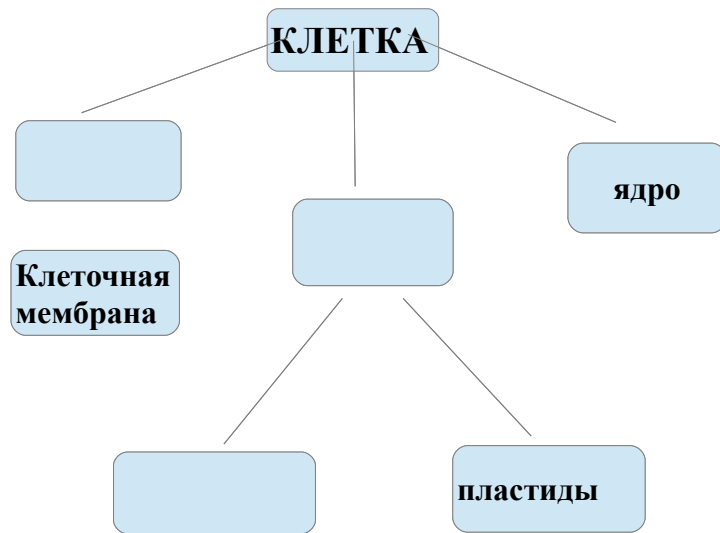 КЛЕТКА
ядро
Клеточная
мембрана
пластиды